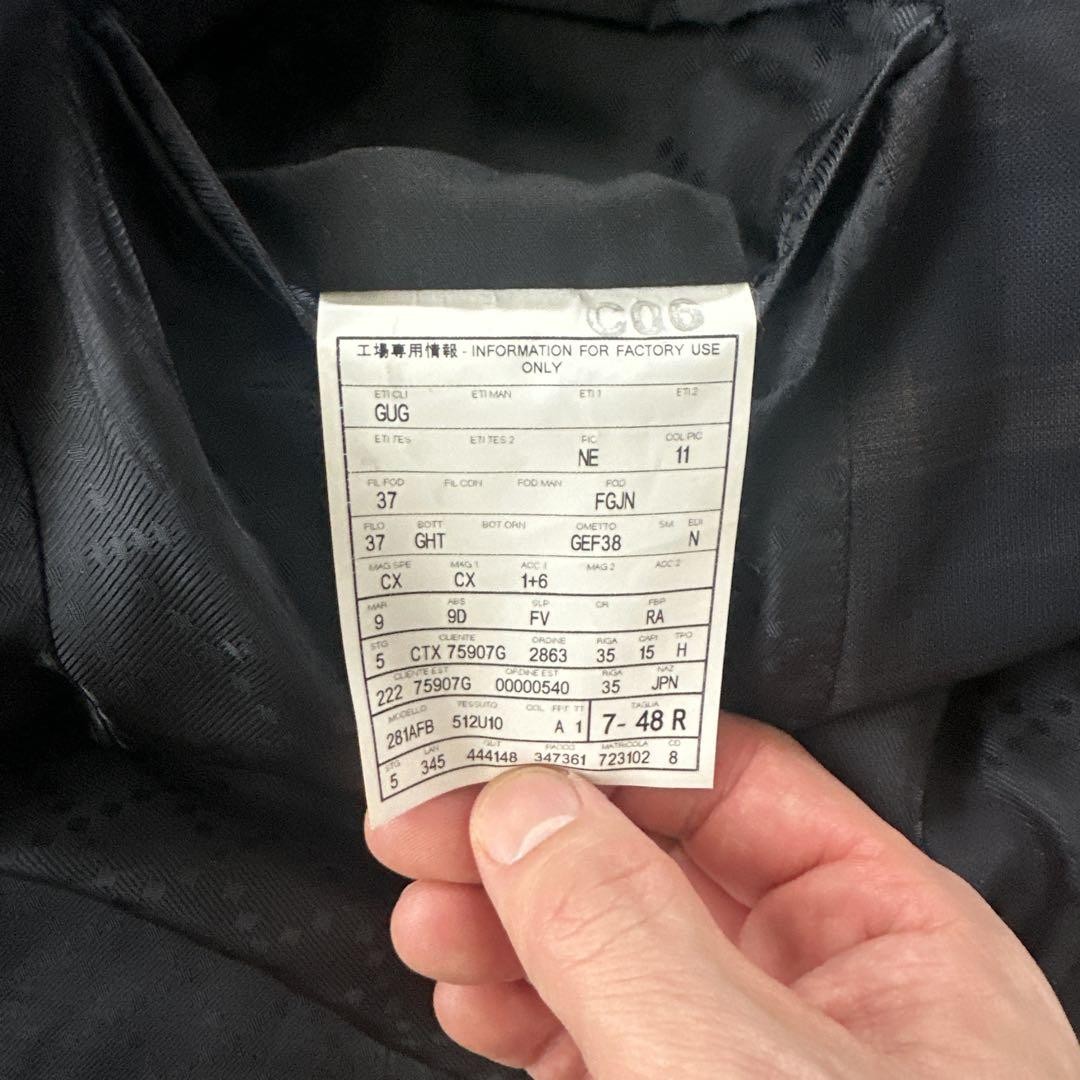 CQ6
工場専用情報 - INFORMATION FOR FACTORY USE
ONLY
ETI CLI ETI MAN ETI 1 ETI 2
GUG
ETI TES ETI TES 2 PIC COL PIC
NE 11
FIL FOD FIL CON FOD MAN FOD
37 FGJN
FILO BOTT BOT ORN OMETTO SM EDI
37 GHT GEF38 N
MAG SPE MAG 1 ACC 1 MAG 2 ACC 2
CX CX 1+6
MAR ABS SLP CR FBP
9 9D FV RA
STG CLIENTE ORDINE RIGA CAPI TPO
5 CTX 75907G 2863 35 15 H
CLIENTE EST ORDINE EST RIGA NAZ
222 75907G 00000540 35 JPN
MODELLO TESSUTO COL TT TAGLIA
281AFB 512U10 A 1 7- 48 R
STG LAN PACCO MATRICOLA CD
5 345 444148 347361 723102 8